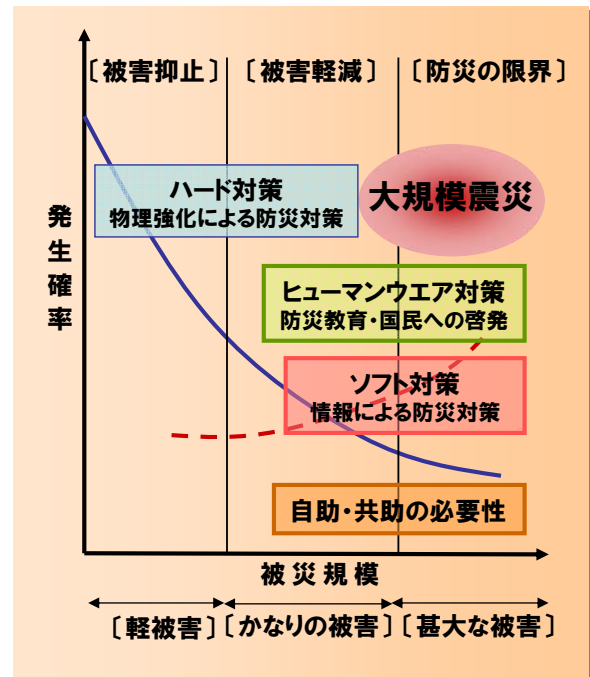 〔被害抑止〕
〔被害軽減〕
〔防災の限界〕
ハード対策
物理強化による防災対策
大規模震災
発生確率
ヒューマンウエア対策
防災教育・国民への啓発
ソフト対策
情報による防災対策
自助・共助の必要性
被災規模
〔軽被害〕
〔かなりの被害〕
〔甚大な被害〕